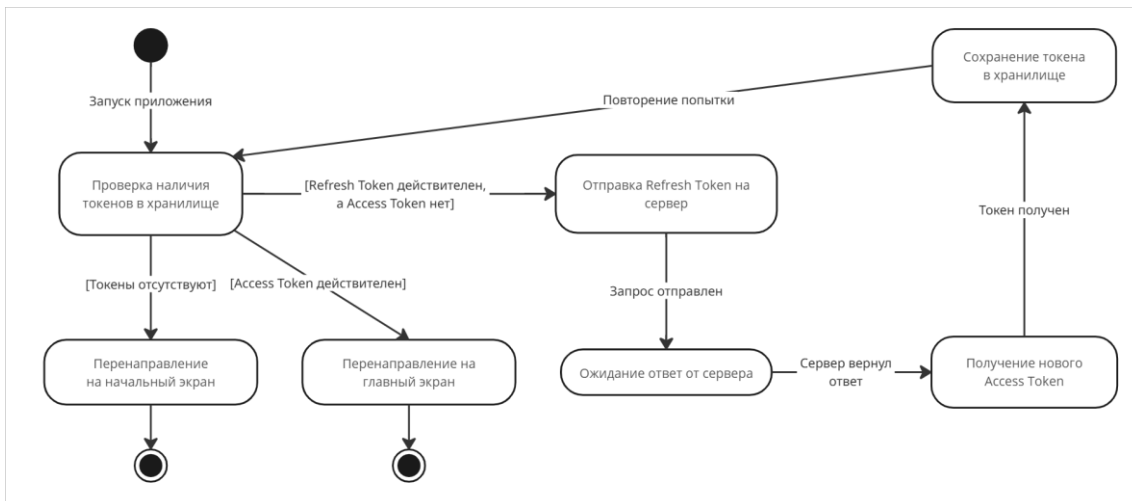 Запуск приложения
Сохранение токена
в хранилище
Повторение попытки
Проверка наличия
токенов в хранилище
[Refresh Token действителен,
а Access Token нет]
Отправка Refresh Token на
сервер
Токен получен
[Токены отсутствуют]
[Access Token действителен]
Запрос отправлен
Перенаправление
на начальный экран
Перенаправление на
главный экран
Ожидание ответ от сервера
Сервер вернул
ответ
Получение нового
Access Token